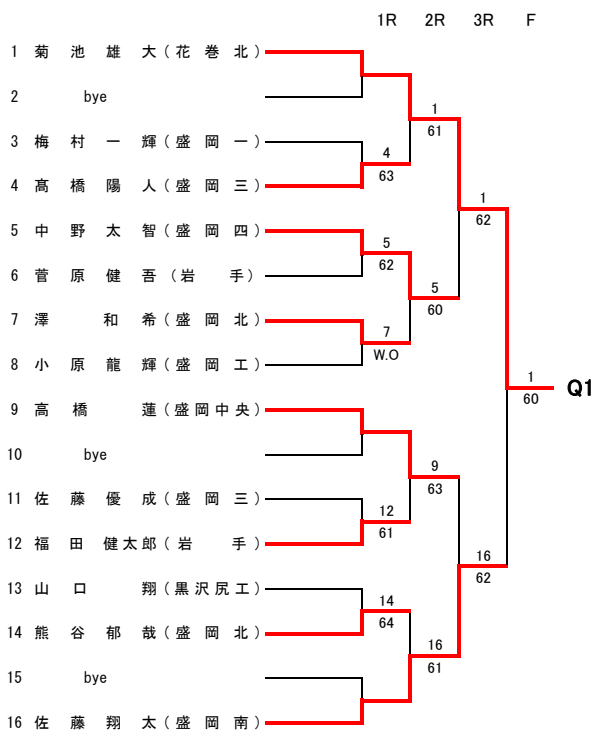 1R 2R 3R F
1 菊 池 雄 大 ( 花 巻 北 )
2 bye
1
61
3 梅 村 一 輝 ( 盛 岡 一 )
4
63
4 髙 橋 陽 人 ( 盛 岡 三 )
1
62
5 中 野 太 智 ( 盛 岡 四 )
5
62
6 菅 原 健 吾 ( 岩 手 )
5
60
7 澤 和 希 ( 盛 岡 北 )
7
W.O
8 小 原 龍 輝 ( 盛 岡 工 )
1
60
Q1
9 高 橋 蓮 ( 盛 岡 中 央 )
10 bye
9
63
11 佐 藤 優 成 ( 盛 岡 三 )
12
61
12 福 田 健 太 郎 ( 岩 手 )
16
62
13 山 口 翔 ( 黒 沢 尻 工 )
14
64
14 熊 谷 郁 哉 ( 盛 岡 北 )
16
61
15 bye
16 佐 藤 翔 太 ( 盛 岡 南 )